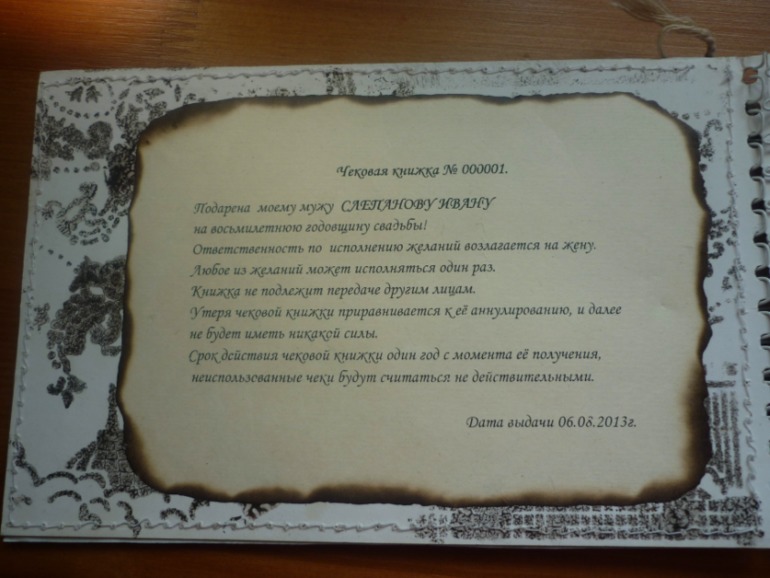 Чековая книжка № 000001.
Подарена моему мужу СЛЕПАНОВУ ИВАНУ
на восьмилетнюю годовщину свадьбы!
Ответственность по исполнению желаний возлагается на жену.
Любое из желаний может исполняться один раз.
Книжка не подлежит передаче другим лицам.
Утеря чековой книжки приравнивается к её аннулированию, и далее
не будет иметь никакой силы.
Срок дйствия чековой книжки один год с момента её получения,
неиспользованные чеки будут считаться не действительными.
Дата выдачи 06.08.2013г.